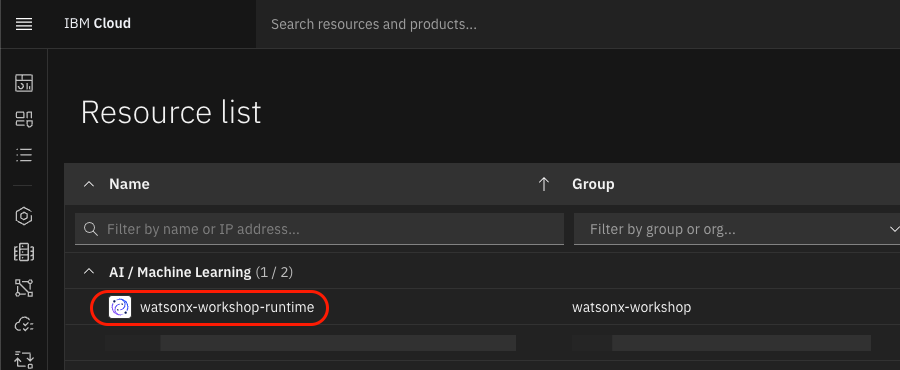 IBM Cloud
Search resources and products...
Resource list
Name
Group
Filter by name or IP address...
Filter by group or org...
AI / Machine Learning (1 / 2)
watsonx-workshop-runtime
watsonx-workshop